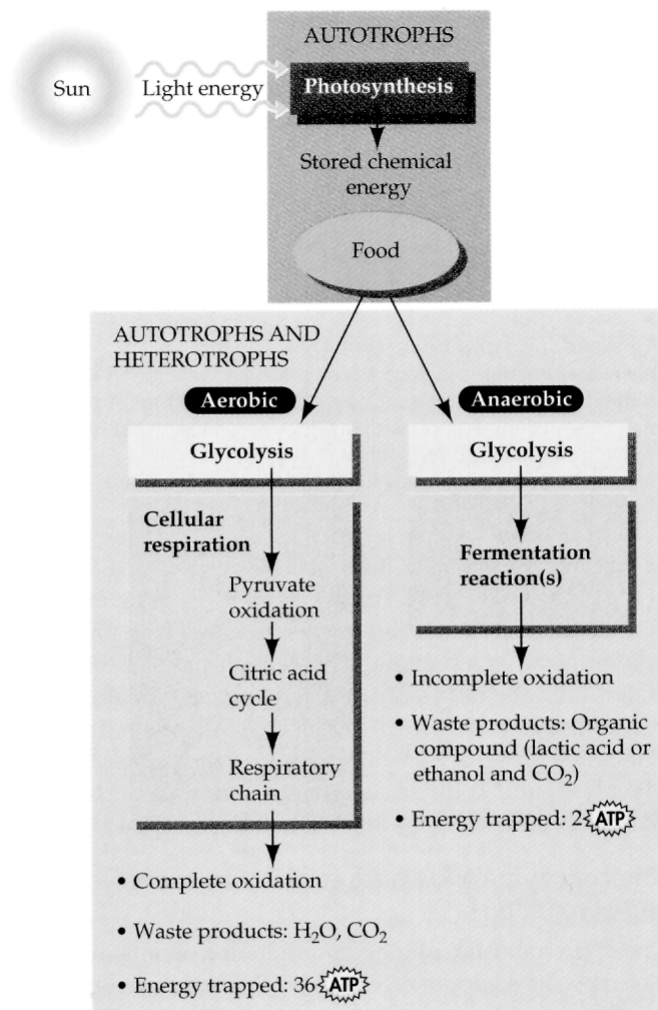 AUTOTROPHS
Sun
Light energy
Photosynthesis
Stored chemical
energy
Food
AUTOTROPHS AND
HETEROTROPHS
Aerobic
Glycolysis
Cellular
respiration
Pyruvate
oxidation
Citric acid
cycle
Respiratory
chain
• Complete oxidation
• Waste products: H₂O, CO₂
• Energy trapped: 36 ATP
Anaerobic
Glycolysis
Fermentation
reaction(s)
• Incomplete oxidation
• Waste products: Organic
compound (lactic acid or
ethanol and CO₂)
• Energy trapped: 2 ATP